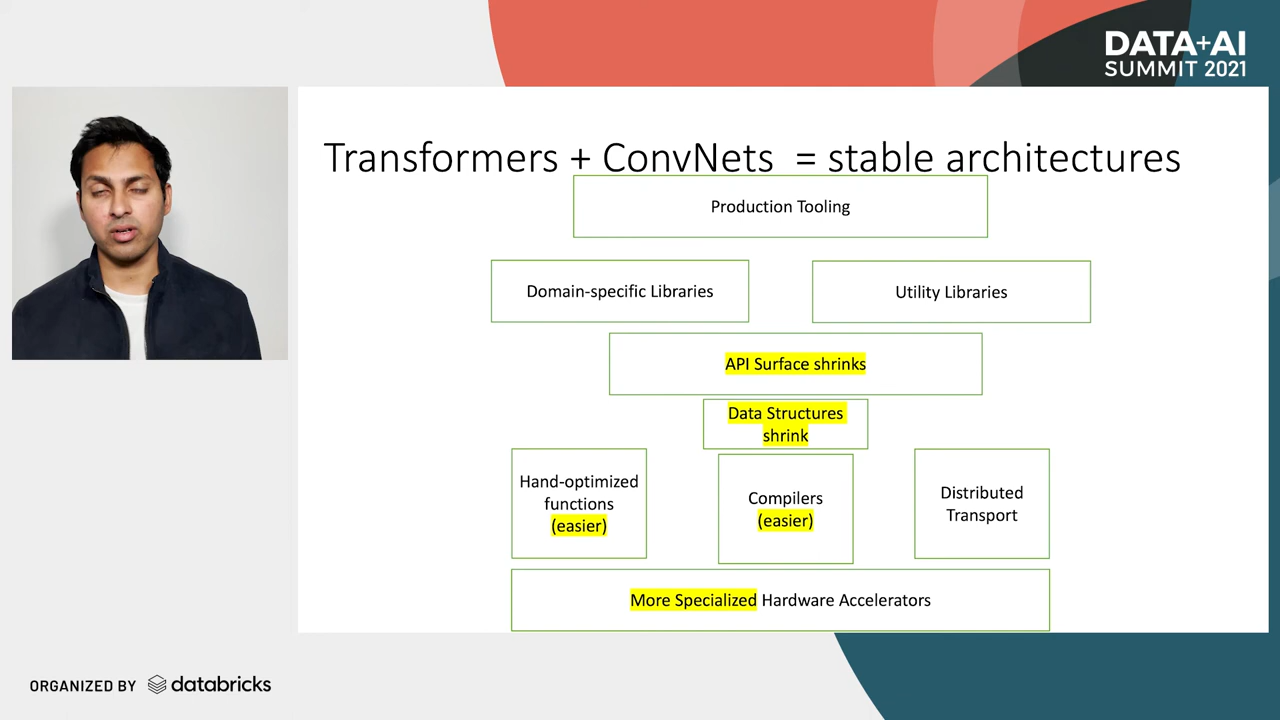 DATA+AI
SUMMIT 2021
Transformers + ConvNets = stable architectures
Production Tooling
Domain-specific Libraries
Utility Libraries
API Surface shrinks
Data Structures
shrink
Hand-optimized
functions
(easier)
Compilers
(easier)
Distributed
Transport
More Specialized Hardware Accelerators
ORGANIZED BY databricks